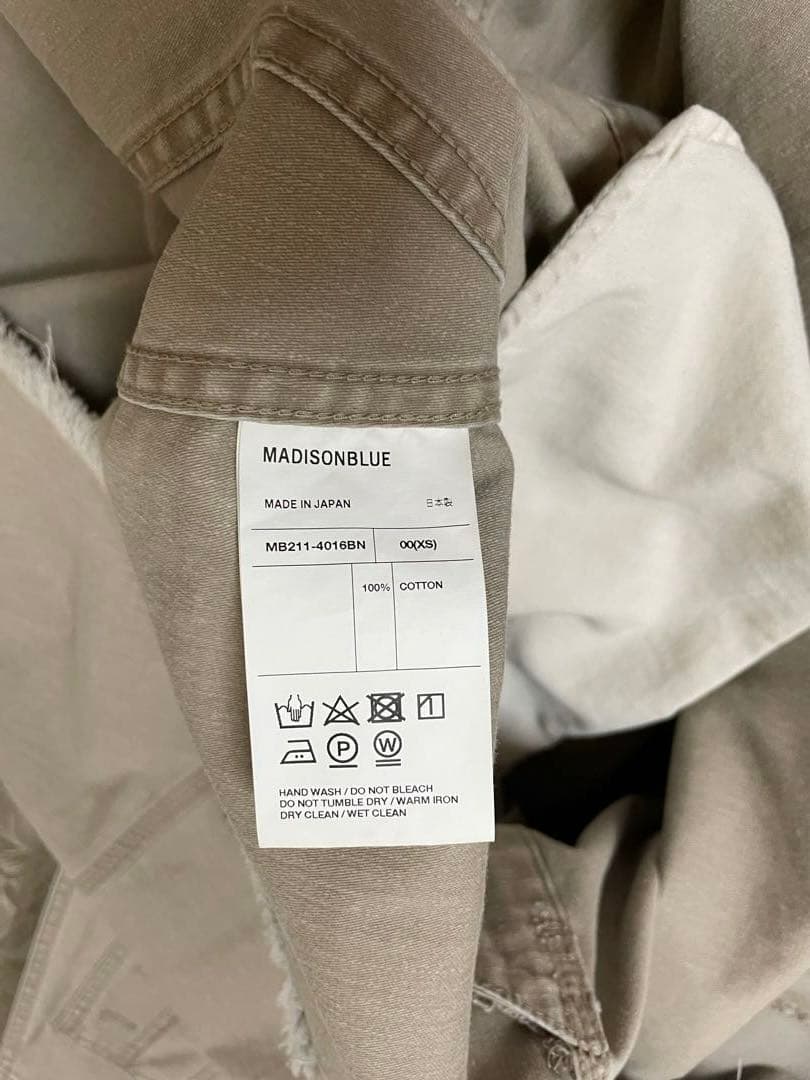 MADISONBLUE
MADE IN JAPAN 日本製
MB211-4016BN 00(XS)
100% COTTON
P W
HAND WASH / DO NOT BLEACH
DO NOT TUMBLE DRY / WARM IRON
DRY CLEAN / WET CLEAN